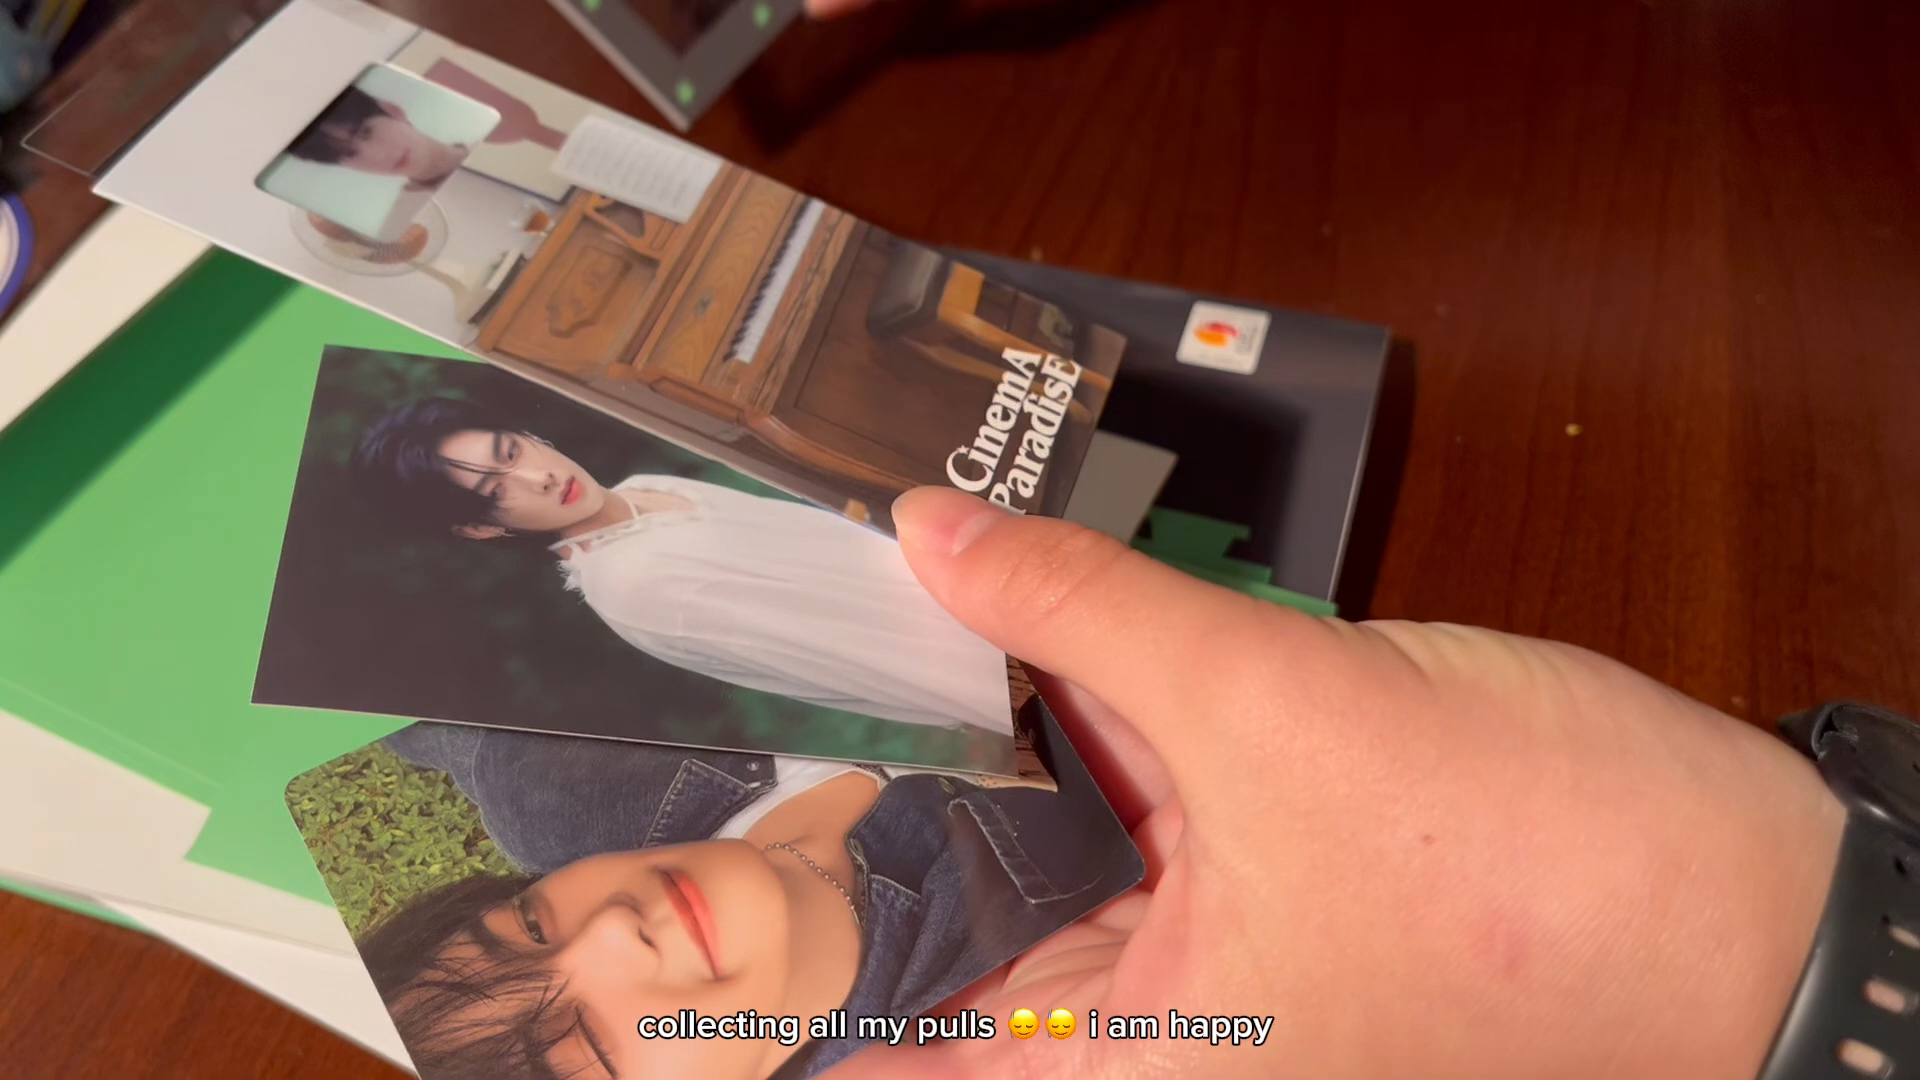 CinemA
ParadisE
collecting all my pulls 😌😌 i am happy